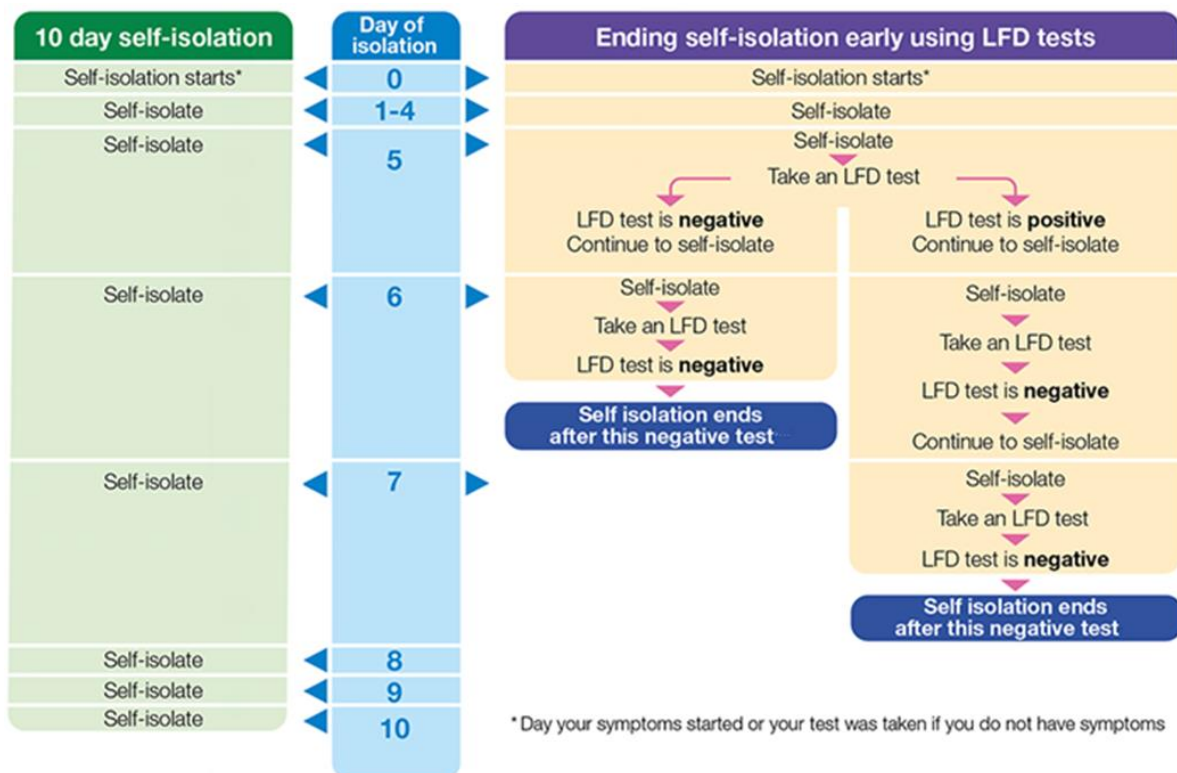 10 day self-isolation
Day of
isolation
Ending self-isolation early using LFD tests
Self-isolation starts*
0
Self-isolation starts*
Self-isolate
1-4
Self-isolate
Self-isolate
5
Self-isolate
Take an LFD test
LFD test is negative
Continue to self-isolate
LFD test is positive
Continue to self-isolate
Self-isolate
6
Self-isolate
Take an LFD test
LFD test is negative
Self isolation ends
after this negative test
Self-isolate
Take an LFD test
LFD test is negative
Continue to self-isolate
Self-isolate
7
Self-isolate
Take an LFD test
LFD test is negative
Self isolation ends
after this negative test
Self-isolate
8
Self-isolate
9
Self-isolate
10
* Day your symptoms started or your test was taken if you do not have symptoms